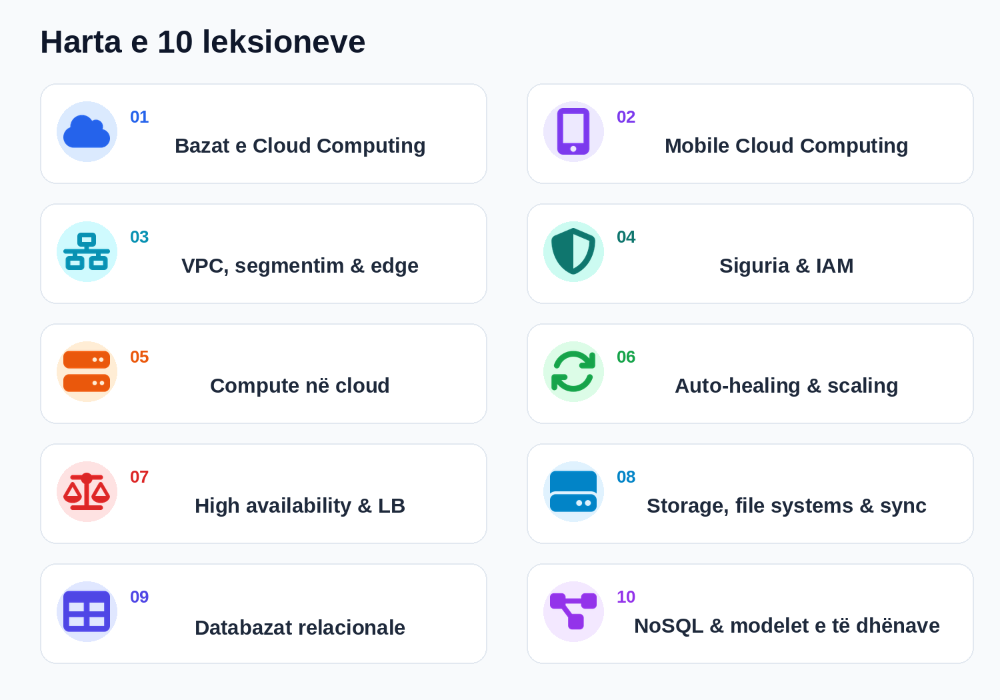 Harta e 10 leksioneve
01
Bazat e Cloud Computing
02
Mobile Cloud Computing
03
VPC, segmentim & edge
04
Siguria & IAM
05
Compute në cloud
06
Auto-healing & scaling
07
High availability & LB
08
Storage, file systems & sync
09
Databazat relacionale
10
NoSQL & modelet e të dhënave